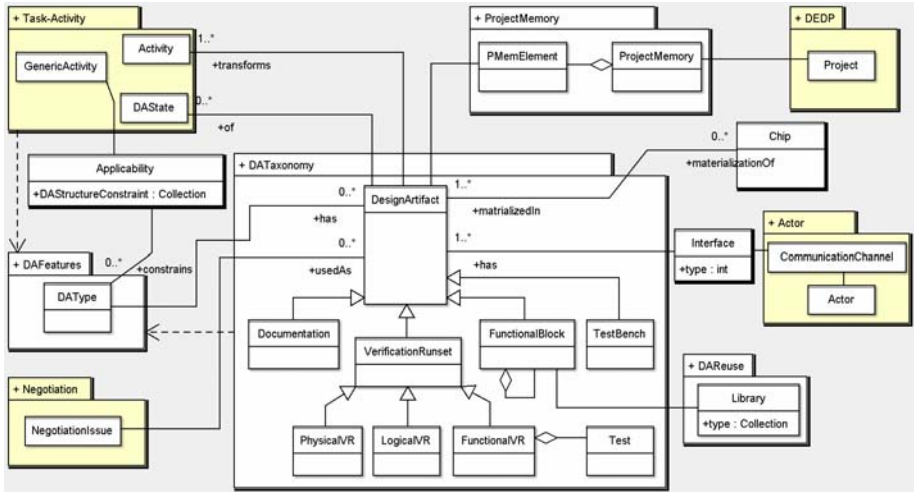 + Task-Activity
+ ProjectMemory
+ DEDP
Activity
1..*
+transforms
GenericActivity
PMemElement
ProjectMemory
Project
DAState
0..*
+of
Chip
0..*
+materializationOf
Applicability
+DAStructureConstraint : Collection
+ DATaxonomy
DesignArtifact
0..*
1..*
+has
+matrializedIn
+ Actor
+ DAFeatures
0..*
+constrains
0..*
1..*
Interface
+type : int
CommunicationChannel
+usedAs
+has
DAType
Actor
Documentation
FunctionalBlock
TestBench
VerificationRunset
+ DAReuse
+ Negotiation
Library
+type : Collection
NegotiationIssue
PhysicalVR
LogicalVR
FunctionalVR
Test